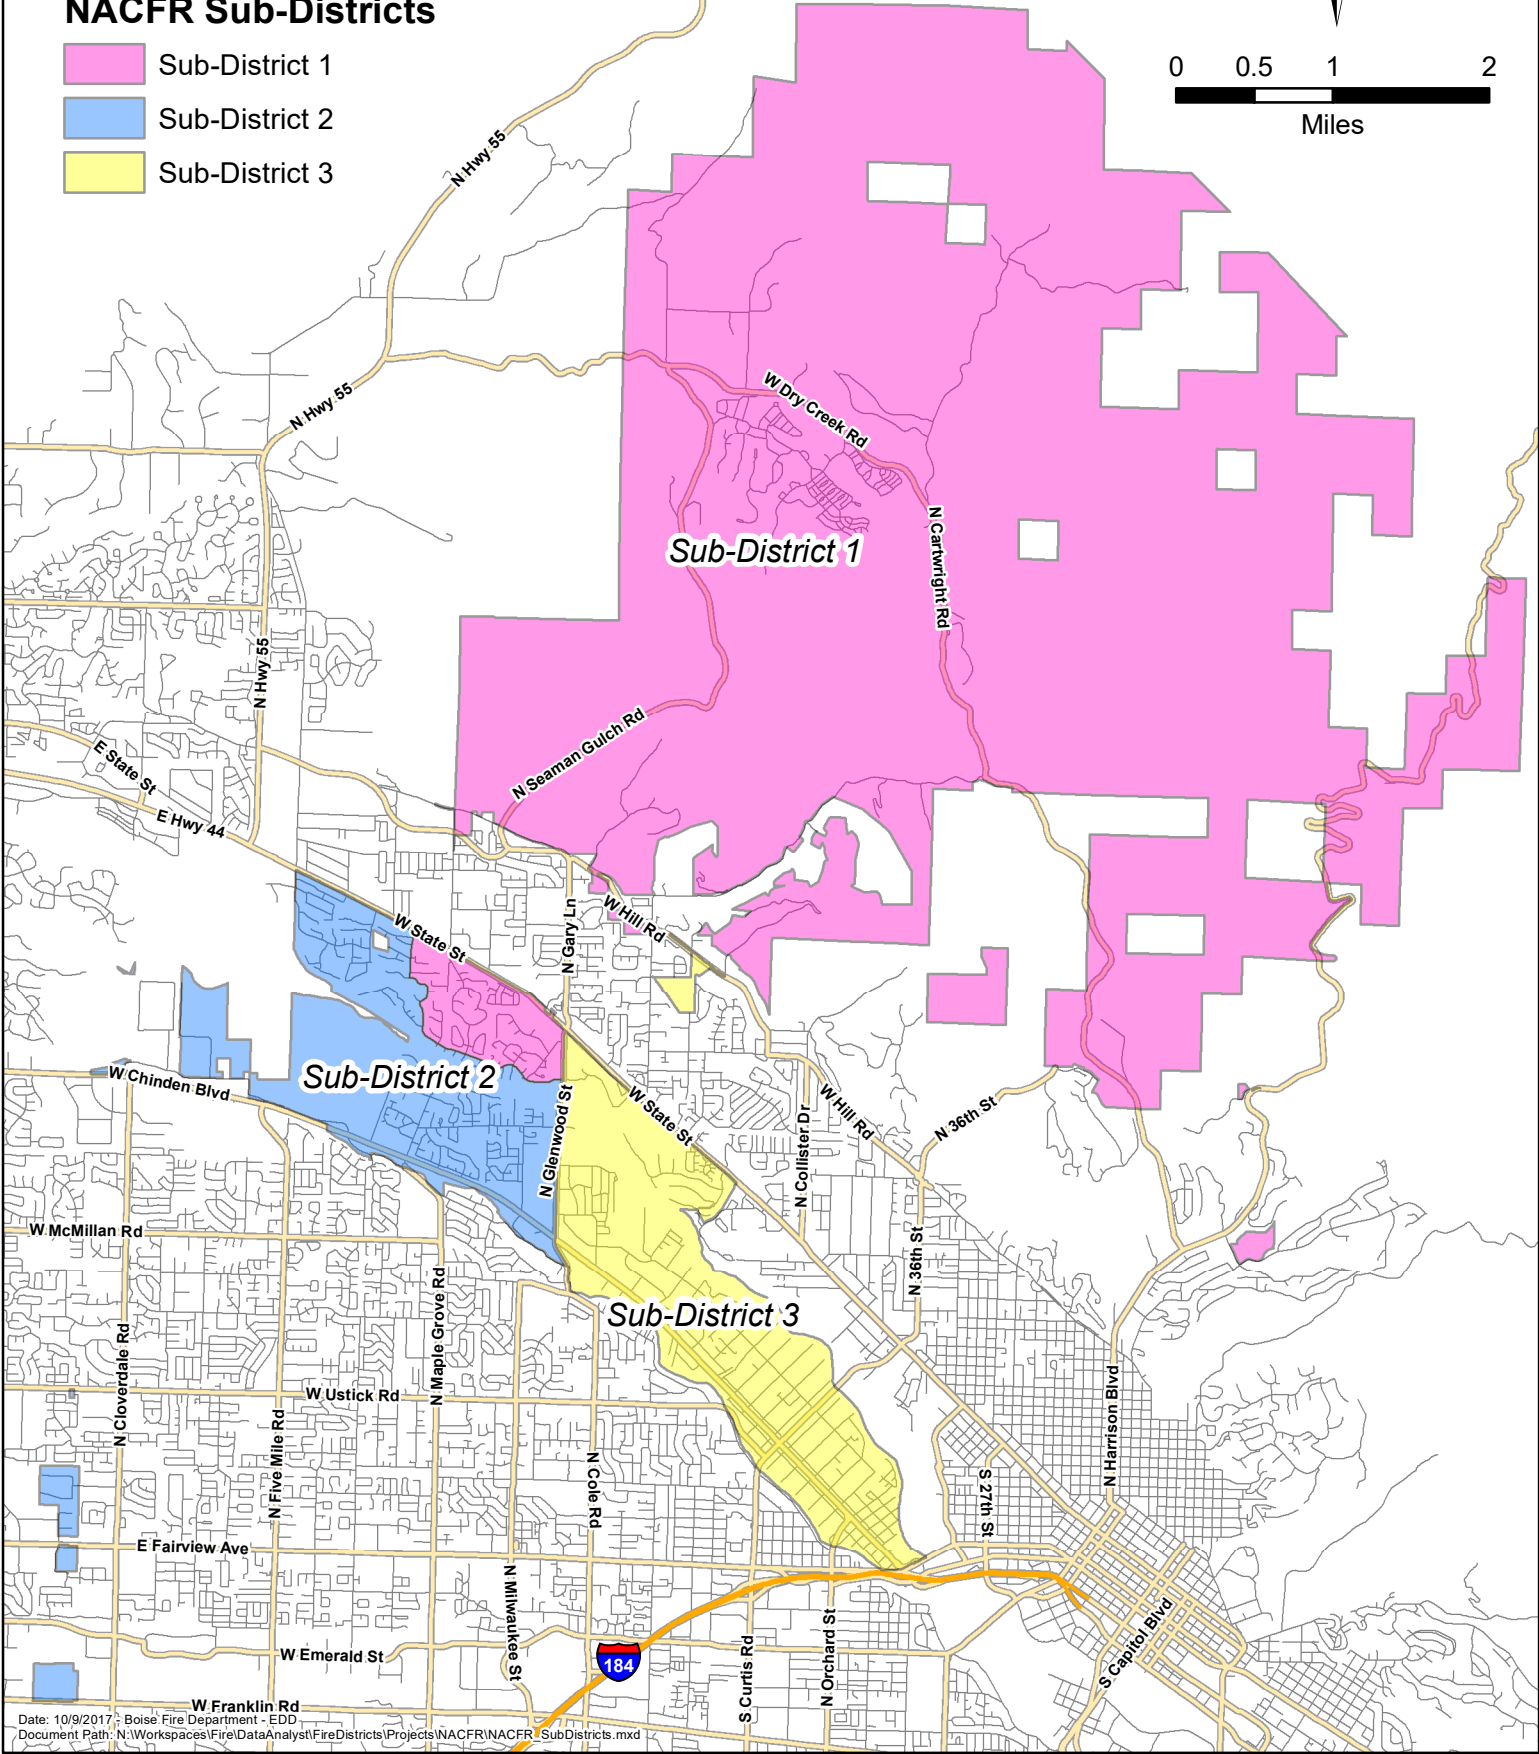 NACFR Sub-Districts
Sub-District 1
Sub-District 2
Sub-District 3
0 0.5 1 2
Miles
N Hwy 55
N Hwy 55
W Dry Creek Rd
N Cartwright Rd
Sub-District 1
N Hwy 55
N Seaman Gulch Rd
E State St
E Hwy 44
W State St
N Gary Ln
W Hill Rd
Sub-District 2
W Chinden Blvd
N Glenwood St
W State St
N Collister Dr
W Hill Rd
N 36th St
W McMillan Rd
N 36th St
N Maple Grove Rd
Sub-District 3
N Cloverdale Rd
W Ustick Rd
N Five Mile Rd
N Cole Rd
N Harrison Blvd
S 27th St
E Fairview Ave
N Milwaukee St
W Emerald St
184
S Curtis Rd
N Orchard St
S Capitol Blvd
W Franklin Rd
Date: 10/9/2017 - Boise Fire Department - EDD
Document Path: N:\Workspaces\Fire\DataAnalyst\FireDistricts\Projects\NACFR\NACFR_SubDistricts.mxd